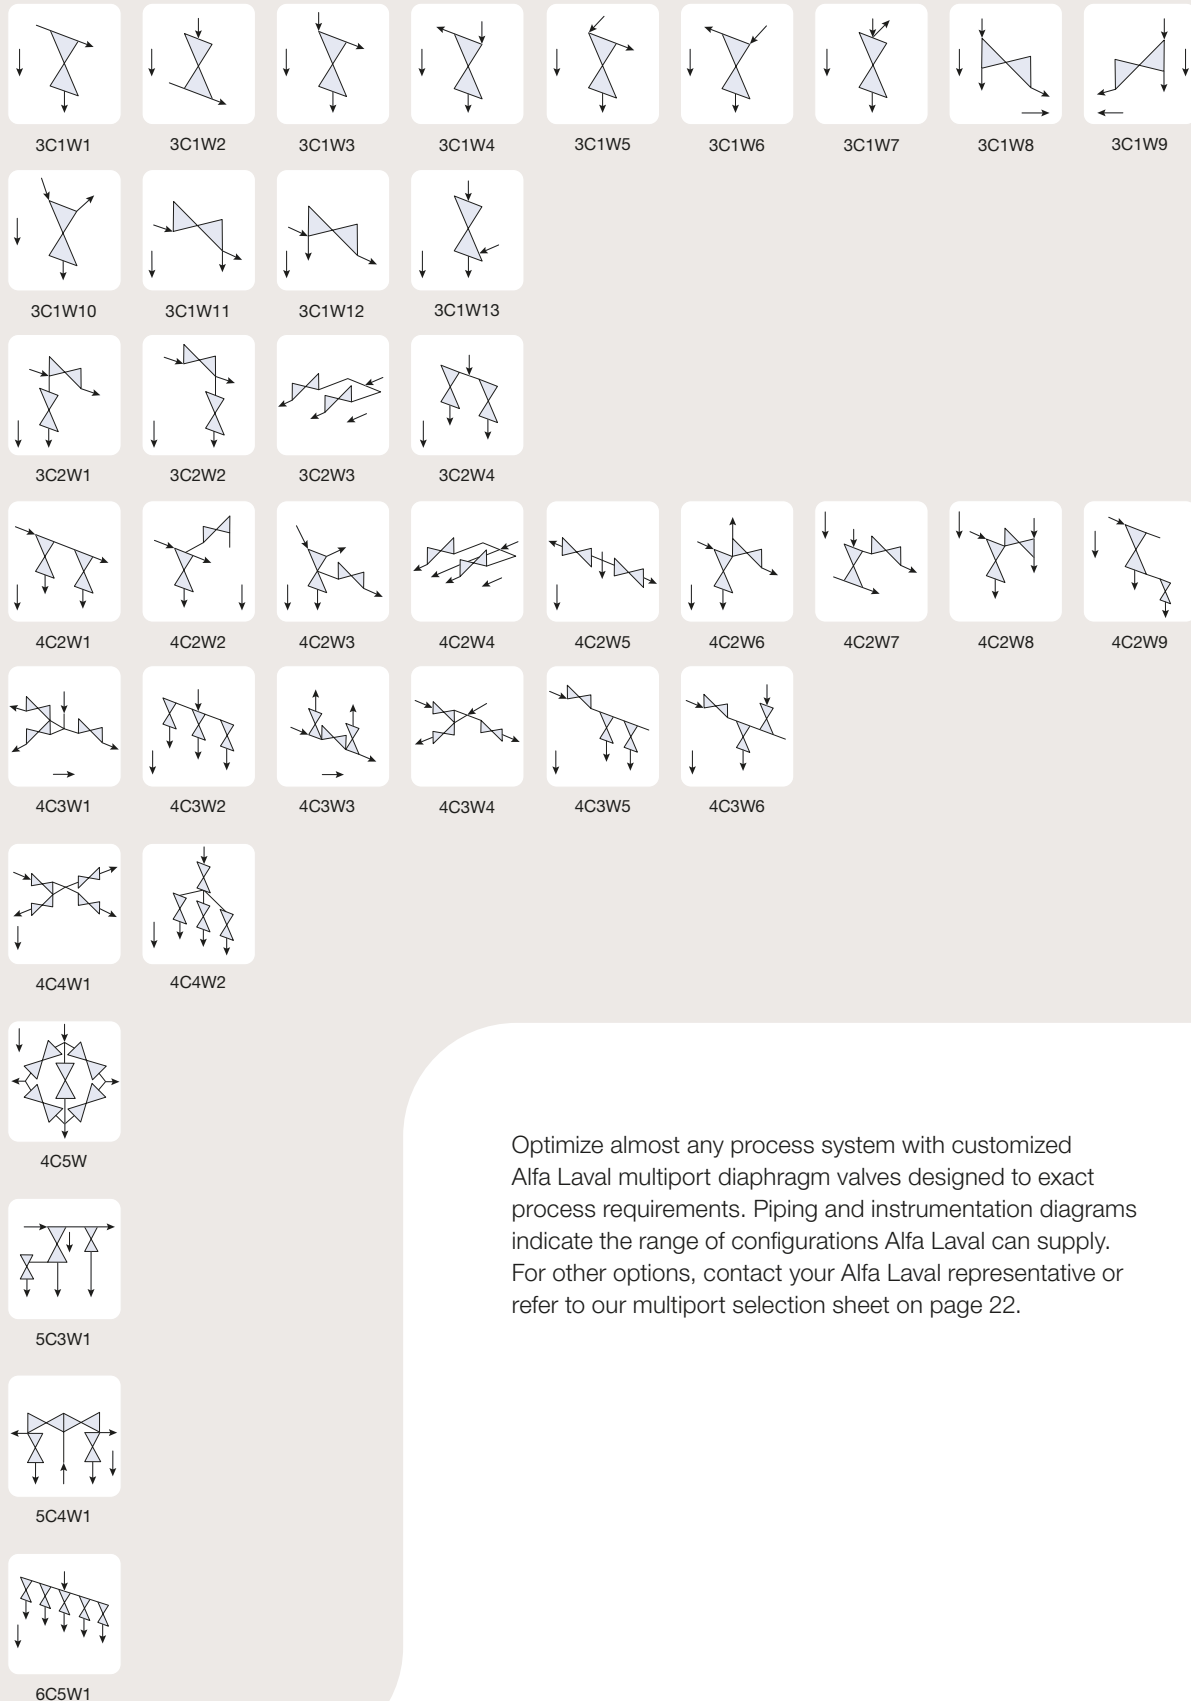 3C1W1 3C1W2 3C1W3 3C1W4 3C1W5 3C1W6 3C1W7 3C1W8 3C1W9
3C1W10 3C1W11 3C1W12 3C1W13
3C2W1 3C2W2 3C2W3 3C2W4
4C2W1 4C2W2 4C2W3 4C2W4 4C2W5 4C2W6 4C2W7 4C2W8 4C2W9
4C3W1 4C3W2 4C3W3 4C3W4 4C3W5 4C3W6
4C4W1 4C4W2
4C5W
5C3W1
5C4W1
6C5W1
Optimize almost any process system with customized
Alfa Laval multiport diaphragm valves designed to exact
process requirements. Piping and instrumentation diagrams
indicate the range of configurations Alfa Laval can supply.
For other options, contact your Alfa Laval representative or
refer to our multiport selection sheet on page 22.